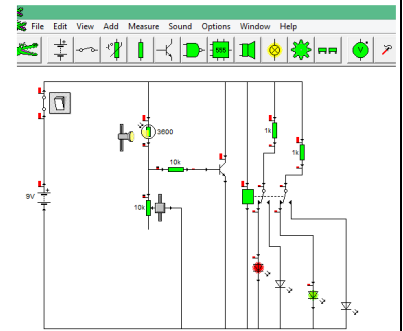 File Edit View Add Measure Sound Options Window Help
555
V
3600
1k
1k
10k
9V
10k